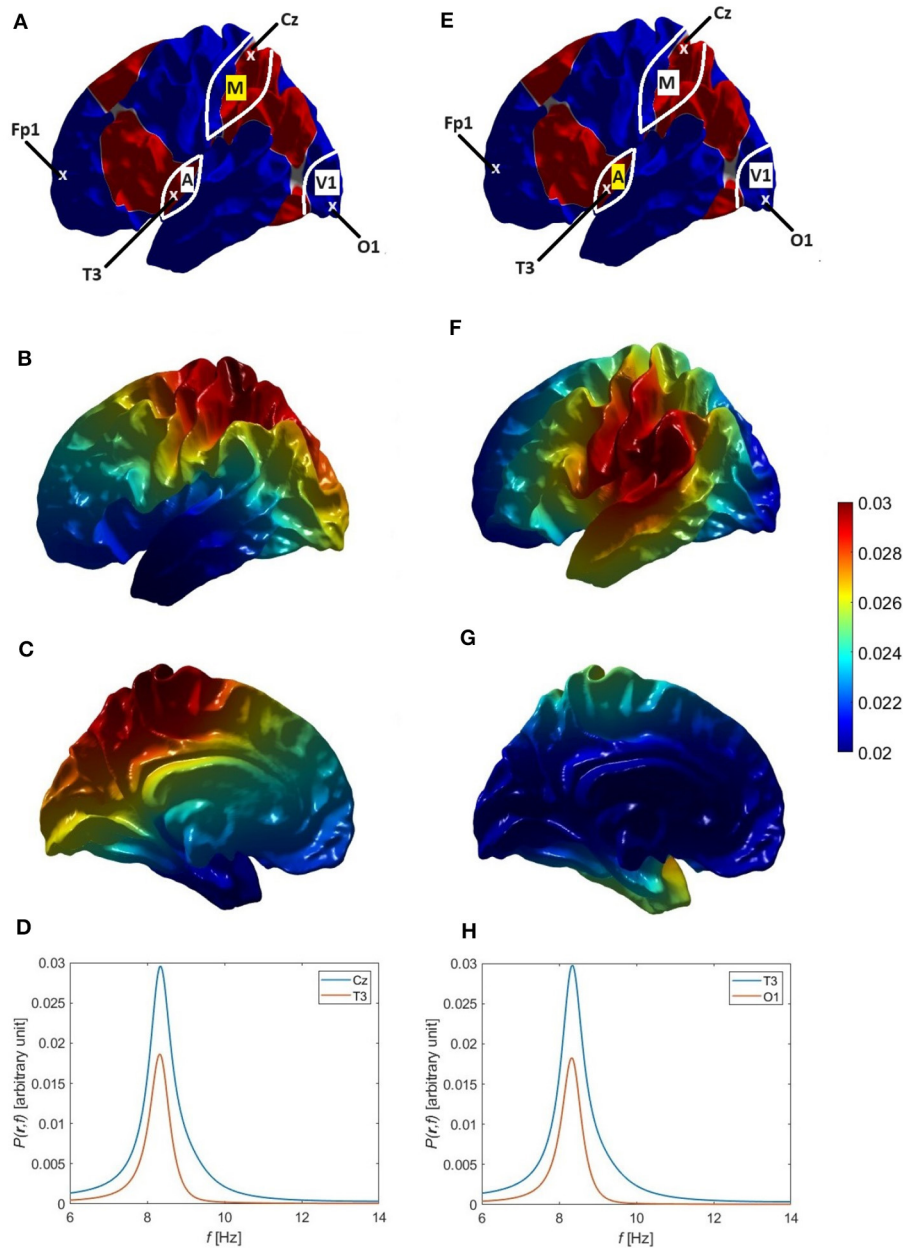 A
Cz
M
Fp1
A
V1
T3
O1
E
Cz
M
Fp1
A
V1
T3
O1
B
F
C
G
0.03
0.028
0.026
0.024
0.022
0.02
D
0.03
0.025
0.02
0.015
0.01
0.005
0
P(r,f) [arbitrary unit]
Cz
T3
6 8 10 12 14
f [Hz]
H
0.03
0.025
0.02
0.015
0.01
0.005
0
P(r,f) [arbitrary unit]
T3
O1
6 8 10 12 14
f [Hz]